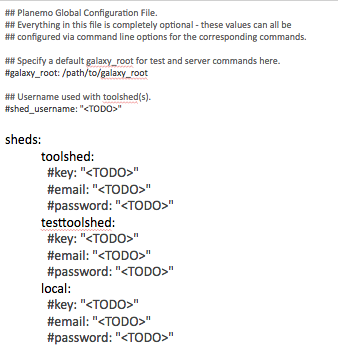 ## Planemo Global Configuration File.
## Everything in this file is completely optional - these values can all be
## configured via command line options for the corresponding commands.
## Specify a default galaxy_root for test and server commands here.
#galaxy_root: /path/to/galaxy_root
## Username used with toolshed(s).
#shed_username: "<TODO>"
sheds:
toolshed:
#key: "<TODO>"
#email: "<TODO>"
#password: "<TODO>"
testtoolshed:
#key: "<TODO>"
#email: "<TODO>"
#password: "<TODO>"
local:
#key: "<TODO>"
#email: "<TODO>"
#password: "<TODO>"